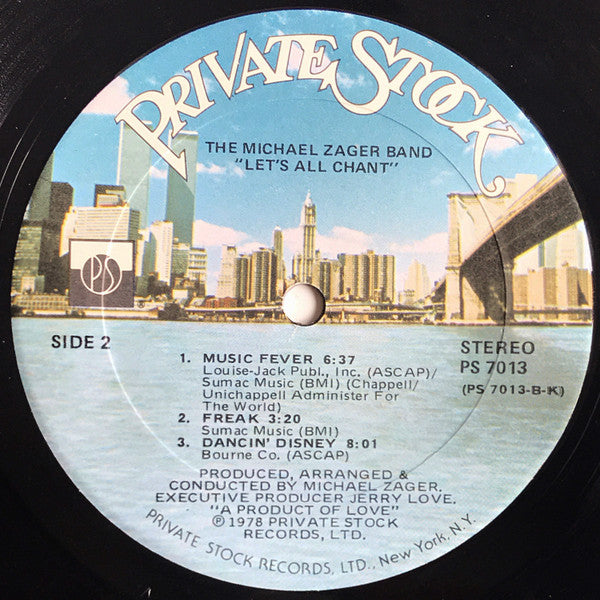 PRIVATE STOCK
THE MICHAEL ZAGER BAND
"LET'S ALL CHANT"
PS
SIDE 2
STEREO
PS 7013
(PS 7013-B-K)
1. MUSIC FEVER 6:37
Louise-Jack Publ., Inc. (ASCAP)/
Sumac Music (BMI) (Chappell/
Unichappell Administer For
The World)
2. FREAK 3:20
Sumac Music (BMI)
3. DANCIN' DISNEY 8:01
Bourne Co. (ASCAP)
PRODUCED, ARRANGED &
CONDUCTED BY MICHAEL ZAGER.
EXECUTIVE PRODUCER JERRY LOVE.
"A PRODUCT OF LOVE"
℗ 1978 PRIVATE STOCK
RECORDS, LTD.
PRIVATE STOCK RECORDS, LTD., New York, N.Y.